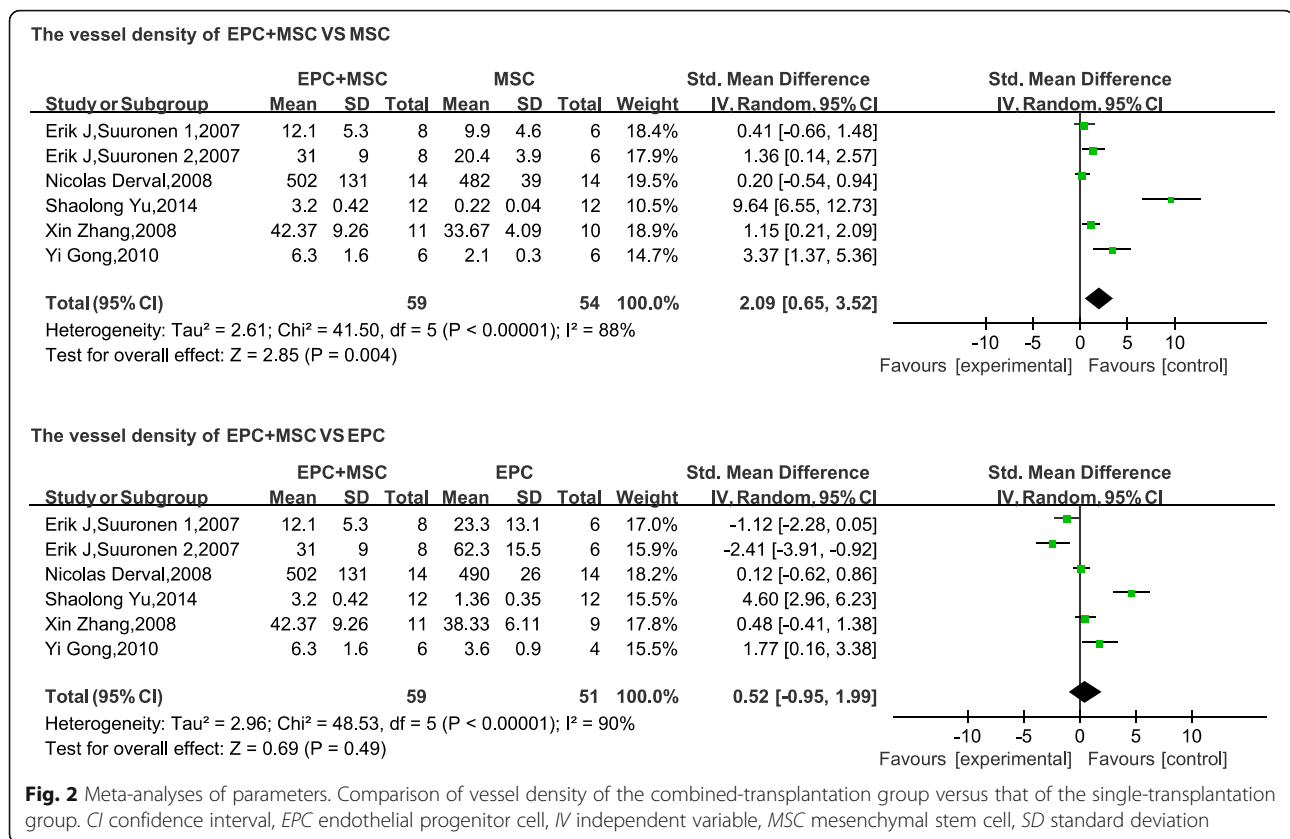 The vessel density of EPC+MSC VS MSC
EPC+MSC MSC Std. Mean Difference Std. Mean Difference
Study or Subgroup Mean SD Total Mean SD Total Weight IV, Random, 95% CI IV, Random, 95% CI
Erik J,Suuronen 1,2007 12.1 5.3 8 9.9 4.6 6 18.4% 0.41 [-0.66, 1.48]
Erik J,Suuronen 2,2007 31 9 8 20.4 3.9 6 17.9% 1.36 [0.14, 2.57]
Nicolas Derval,2008 502 131 14 482 39 14 19.5% 0.20 [-0.54, 0.94]
Shaolong Yu,2014 3.2 0.42 12 0.22 0.04 12 10.5% 9.64 [6.55, 12.73]
Xin Zhang,2008 42.37 9.26 11 33.67 4.09 10 18.9% 1.15 [0.21, 2.09]
Yi Gong,2010 6.3 1.6 6 2.1 0.3 6 14.7% 3.37 [1.37, 5.36]
Total (95% CI) 59 54 100.0% 2.09 [0.65, 3.52]
Heterogeneity: Tau² = 2.61; Chi² = 41.50, df = 5 (P < 0.00001); I² = 88%
Test for overall effect: Z = 2.85 (P = 0.004)
-10 -5 0 5 10
Favours [experimental] Favours [control]
The vessel density of EPC+MSC VS EPC
EPC+MSC EPC Std. Mean Difference Std. Mean Difference
Study or Subgroup Mean SD Total Mean SD Total Weight IV, Random, 95% CI IV, Random, 95% CI
Erik J,Suuronen 1,2007 12.1 5.3 8 23.3 13.1 6 17.0% -1.12 [-2.28, 0.05]
Erik J,Suuronen 2,2007 31 9 8 62.3 15.5 6 15.9% -2.41 [-3.91, -0.92]
Nicolas Derval,2008 502 131 14 490 26 14 18.2% 0.12 [-0.62, 0.86]
Shaolong Yu,2014 3.2 0.42 12 1.36 0.35 12 15.5% 4.60 [2.96, 6.23]
Xin Zhang,2008 42.37 9.26 11 38.33 6.11 9 17.8% 0.48 [-0.41, 1.38]
Yi Gong,2010 6.3 1.6 6 3.6 0.9 4 15.5% 1.77 [0.16, 3.38]
Total (95% CI) 59 51 100.0% 0.52 [-0.95, 1.99]
Heterogeneity: Tau² = 2.96; Chi² = 48.53, df = 5 (P < 0.00001); I² = 90%
Test for overall effect: Z = 0.69 (P = 0.49)
-10 -5 0 5 10
Favours [experimental] Favours [control]
Fig. 2 Meta-analyses of parameters. Comparison of vessel density of the combined-transplantation group versus that of the single-transplantation
group. CI confidence interval, EPC endothelial progenitor cell, IV independent variable, MSC mesenchymal stem cell, SD standard deviation